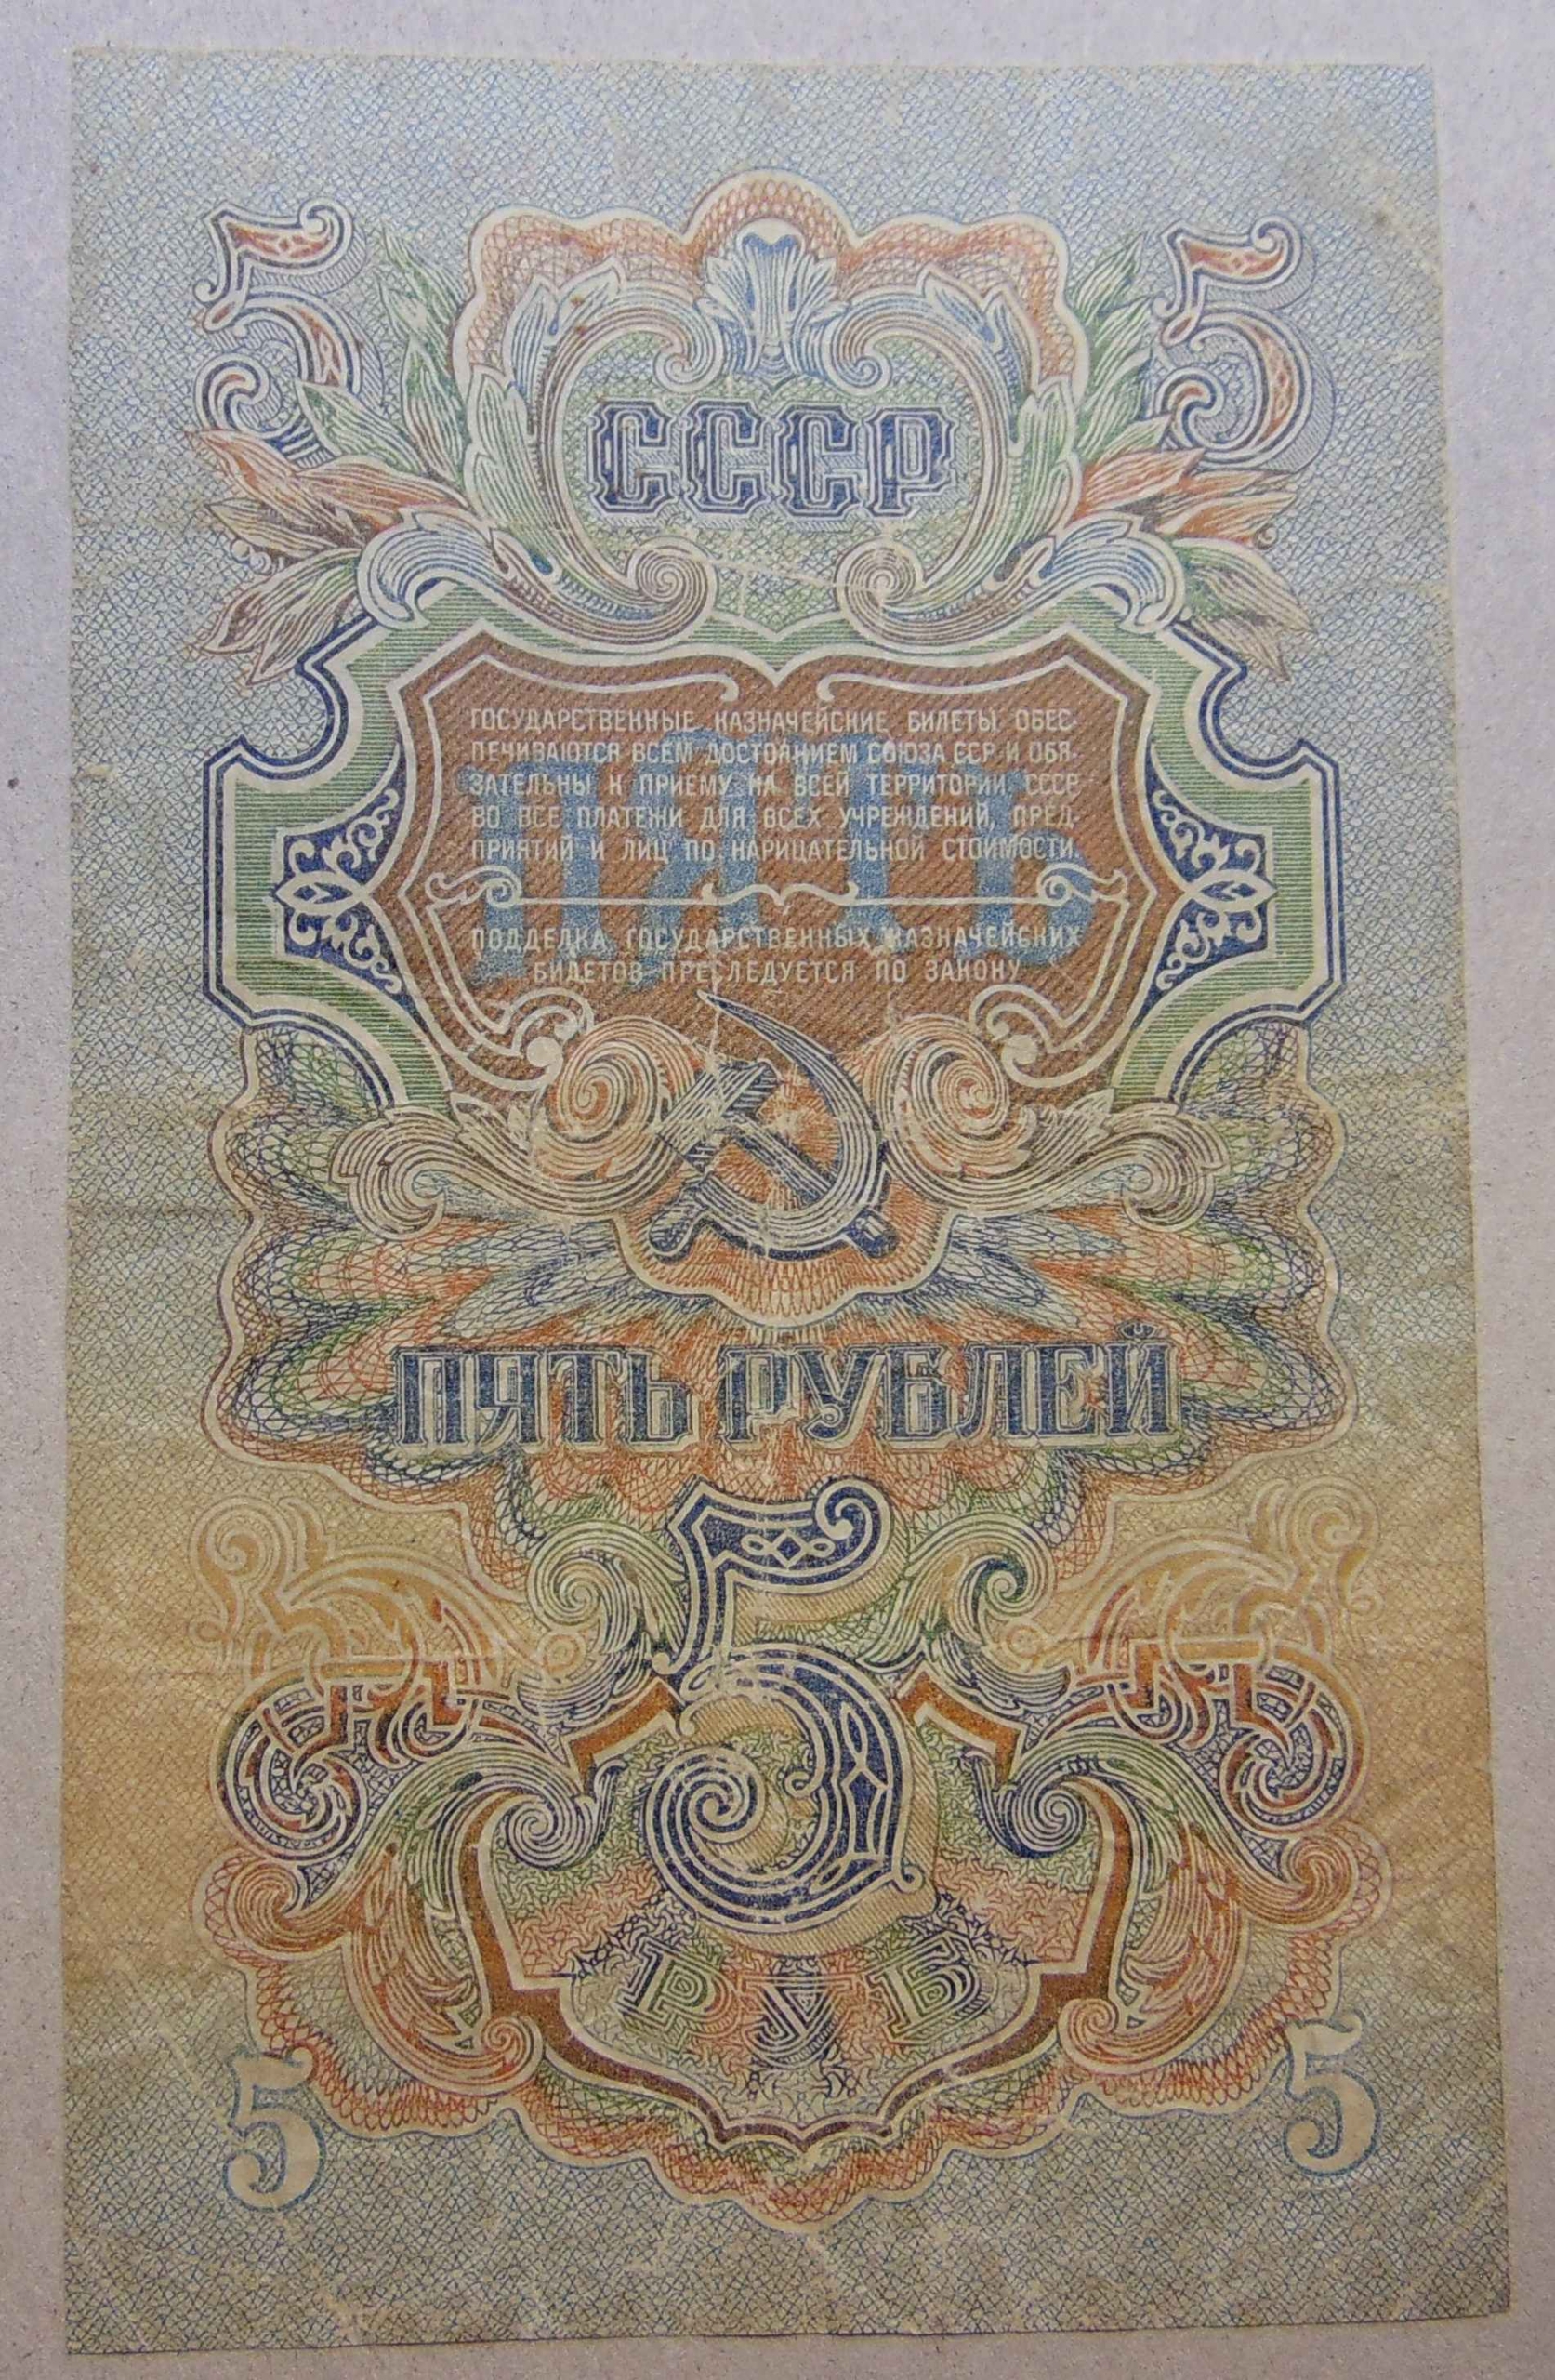 5 5
СССР
ГОСУДАРСТВЕННЫЕ КАЗНАЧЕЙСКИЕ БИЛЕТЫ ОБЕС-
ПЕЧИВАЮТСЯ ВСЕМ ДОСТОЯНИЕМ СОЮЗА ССР И ОБЯ-
ЗАТЕЛЬНЫ К ПРИЕМУ НА ВСЕЙ ТЕРРИТОРИИ СССР
ВО ВСЕ ПЛАТЕЖИ ДЛЯ ВСЕХ УЧРЕЖДЕНИЙ, ПРЕД-
ПРИЯТИЙ И ЛИЦ ПО НАРИЦАТЕЛЬНОЙ СТОИМОСТИ
ПЯТЬ
ПОДДЕЛКА ГОСУДАРСТВЕННЫХ КАЗНАЧЕЙСКИХ
БИЛЕТОВ ПРЕСЛЕДУЕТСЯ ПО ЗАКОНУ
ПЯТЬ РУБЛЕЙ
5
РУБ
5 5